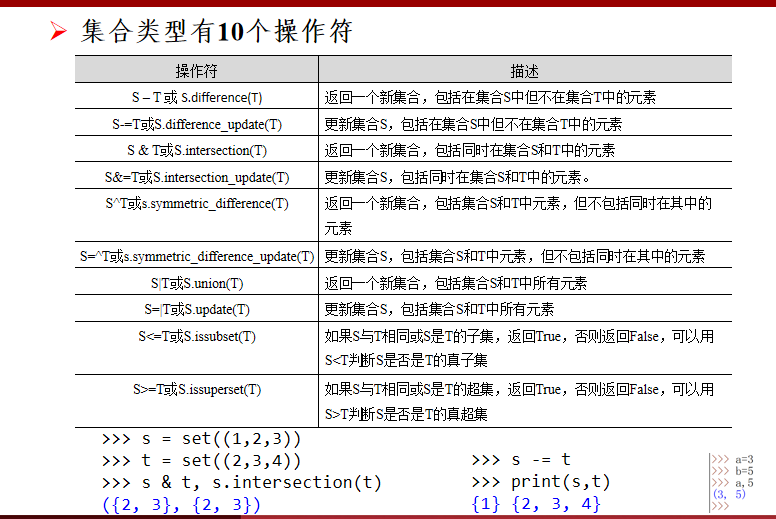 集合类型有10个操作符
操作符 描述
S – T 或 S.difference(T) 返回一个新集合，包括在集合S中但不在集合T中的元素
S-=T或S.difference_update(T) 更新集合S，包括在集合S中但不在集合T中的元素
S & T或S.intersection(T) 返回一个新集合，包括同时在集合S和T中的元素
S&=T或S.intersection_update(T) 更新集合S，包括同时在集合S和T中的元素。
S^T或s.symmetric_difference(T) 返回一个新集合，包括集合S和T中元素，但不包括同时在其中的
元素
S=^T或s.symmetric_difference_update(T) 更新集合S，包括集合S和T中元素，但不包括同时在其中的元素
S|T或S.union(T) 返回一个新集合，包括集合S和T中所有元素
S=|T或S.update(T) 更新集合S，包括集合S和T中所有元素
S<=T或S.issubset(T) 如果S与T相同或S是T的子集，返回True，否则返回False，可以用
S<T判断S是否是T的真子集
S>=T或S.issuperset(T) 如果S与T相同或S是T的超集，返回True，否则返回False，可以用
S>T判断S是否是T的真超集
>>> s = set((1,2,3))
>>> t = set((2,3,4))
>>> s & t, s.intersection(t)
({2, 3}, {2, 3})
>>> s -= t
>>> print(s,t)
{1} {2, 3, 4}
>>> a=3
>>> b=5
>>> a,5
(3, 5)
>>>